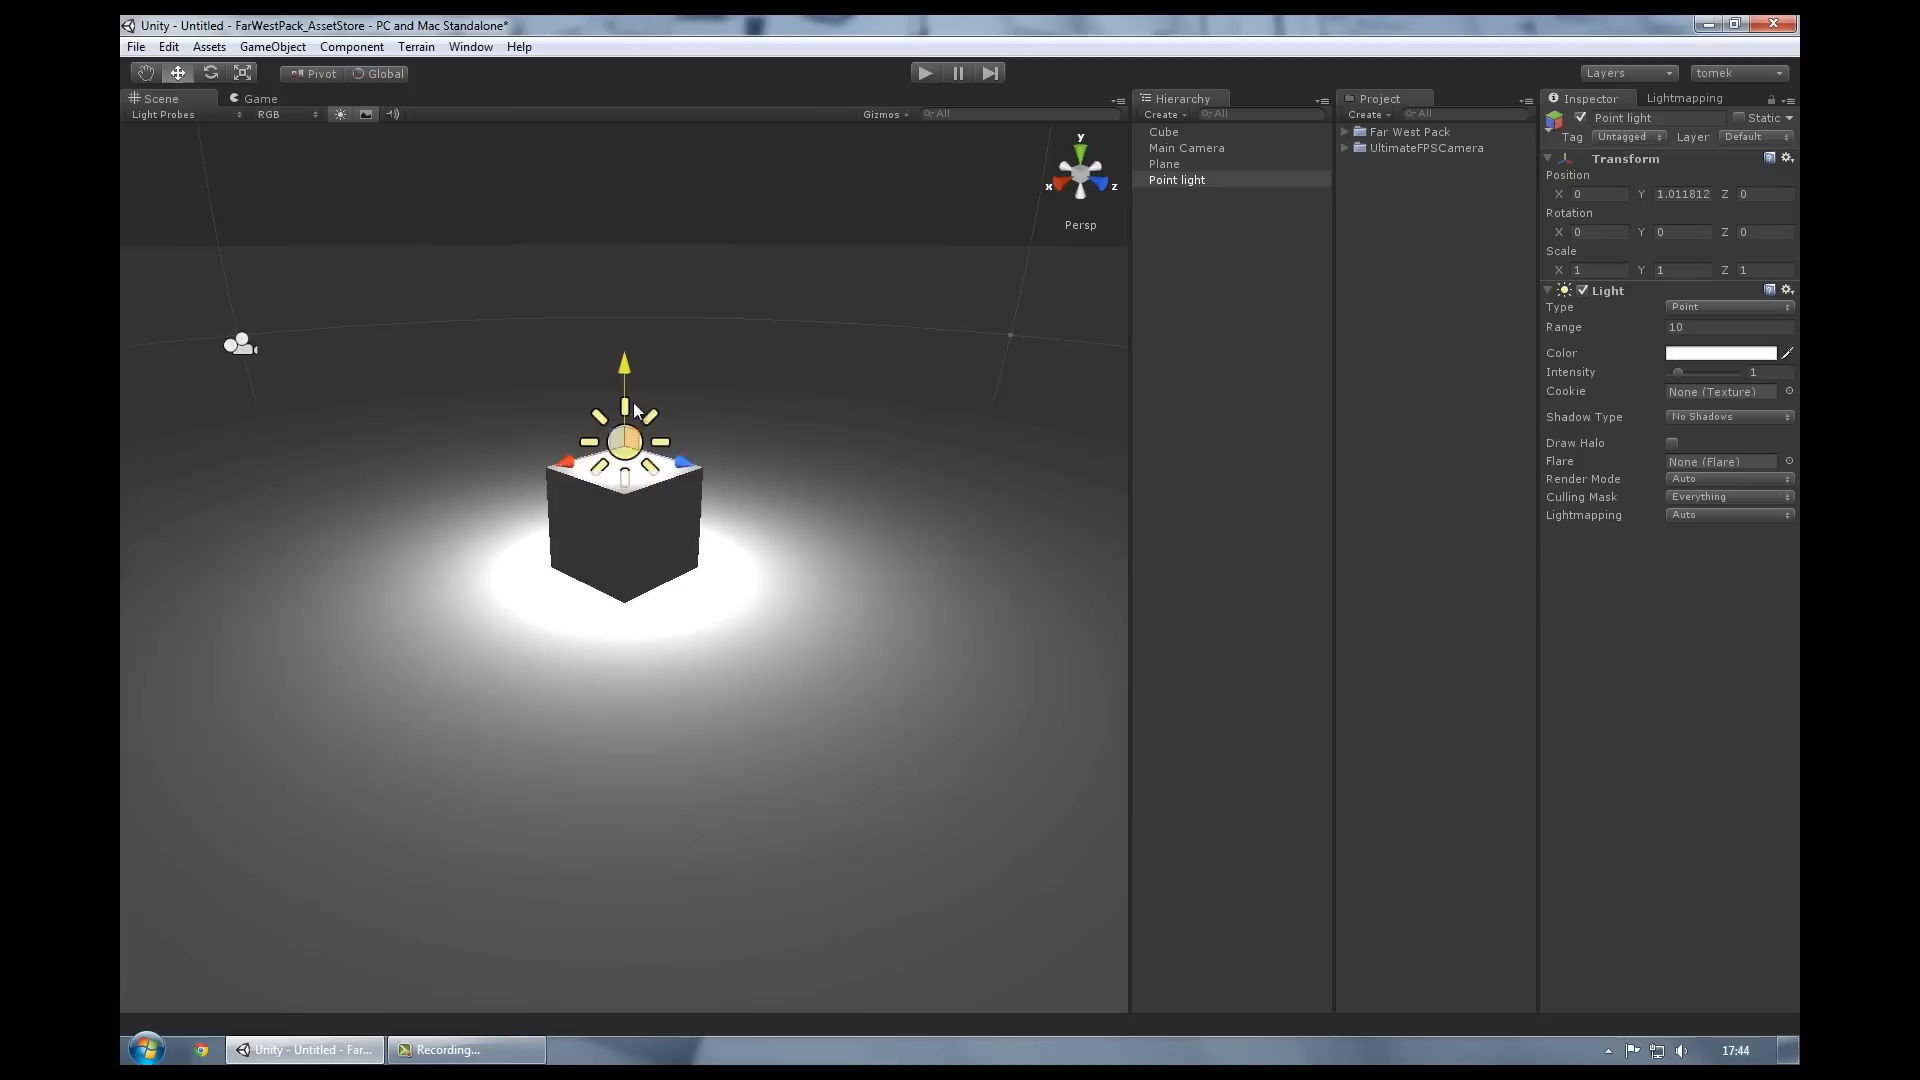 Unity - Untitled - FarWestPack_AssetStore - PC and Mac Standalone*
File Edit Assets GameObject Component Terrain Window Help
Pivot Global Layers tomek
Scene Game Hierarchy Project Inspector Lightmapping
Light Probes RGB Gizmos All Create All Create All
Point light Static
Tag Untagged Layer Default
Cube
Main Camera
Plane
Point light
Far West Pack
UltimateFPSCamera
y
x z
Persp
Transform
Position
X 0 Y 1.011812 Z 0
Rotation
X 0 Y 0 Z 0
Scale
X 1 Y 1 Z 1
Light
Type Point
Range 10
Color
Intensity 1
Cookie None (Texture)
Shadow Type No Shadows
Draw Halo
Flare None (Flare)
Render Mode Auto
Culling Mask Everything
Lightmapping Auto
Unity - Untitled - Far... Recording... 17:44